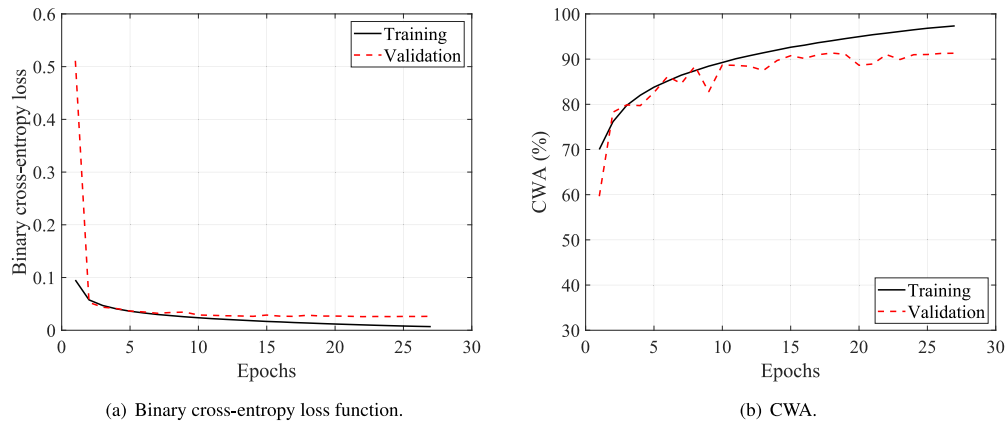 0.6
0.5
0.4
0.3
0.2
0.1
0
Binary cross-entropy loss
Training
Validation
0 5 10 15 20 25 30
Epochs
(a) Binary cross-entropy loss function.
100
90
80
70
60
50
40
30
CWA (%)
Training
Validation
0 5 10 15 20 25 30
Epochs
(b) CWA.